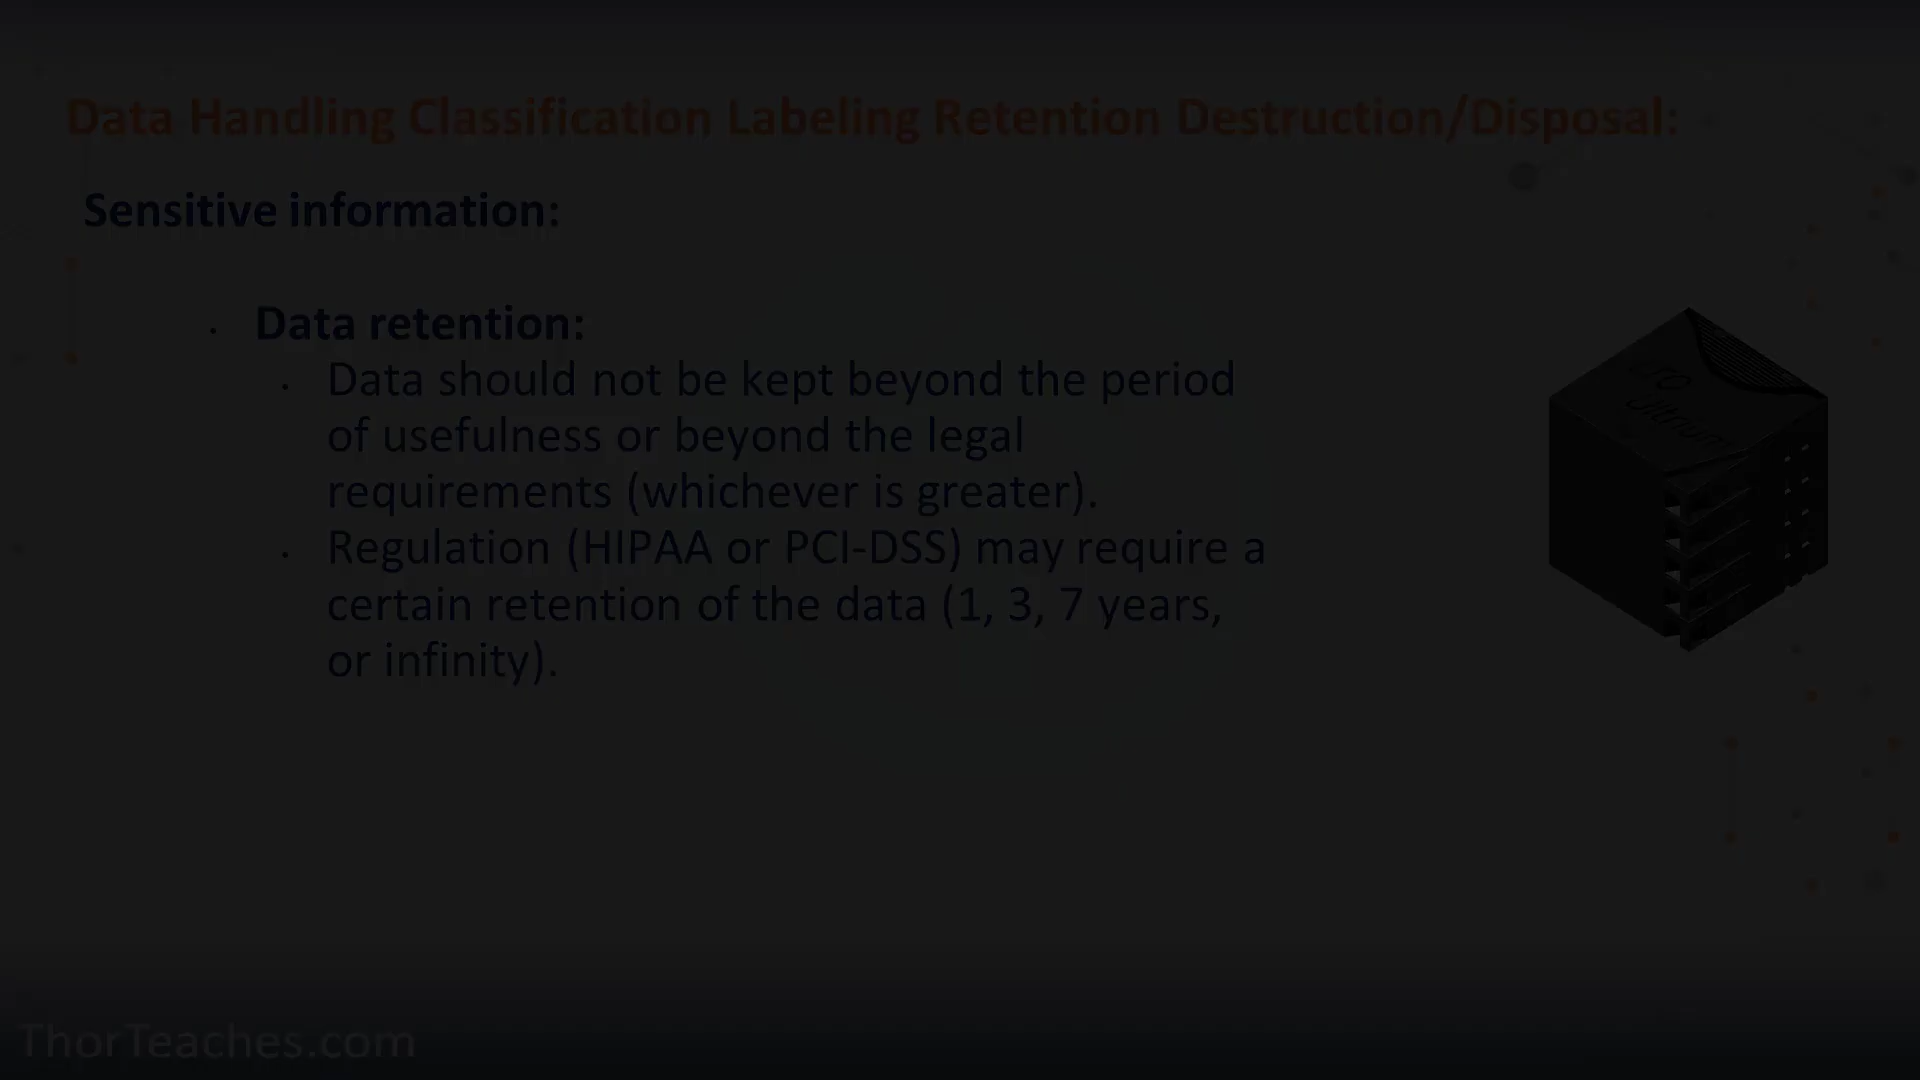 Data Handling Classification Labeling Retention Destruction/Disposal:
Sensitive information:
· Data retention:
· Data should not be kept beyond the period
of usefulness or beyond the legal
requirements (whichever is greater).
· Regulation (HIPAA or PCI-DSS) may require a
certain retention of the data (1, 3, 7 years,
or infinity).
LTO
Ultrium
ThorTeaches.com